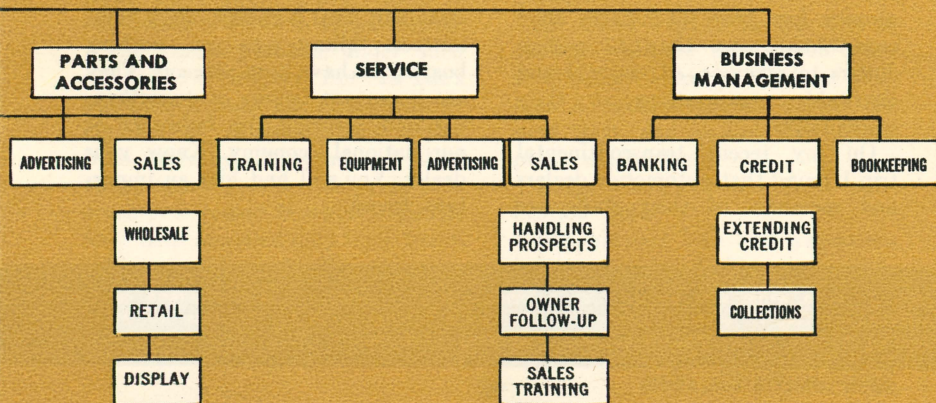 PARTS AND
ACCESSORIES
SERVICE
BUSINESS
MANAGEMENT
ADVERTISING
SALES
TRAINING
EQUIPMENT
ADVERTISING
SALES
BANKING
CREDIT
BOOKKEEPING
WHOLESALE
HANDLING
PROSPECTS
EXTENDING
CREDIT
RETAIL
OWNER
FOLLOW-UP
COLLECTIONS
DISPLAY
SALES
TRAINING